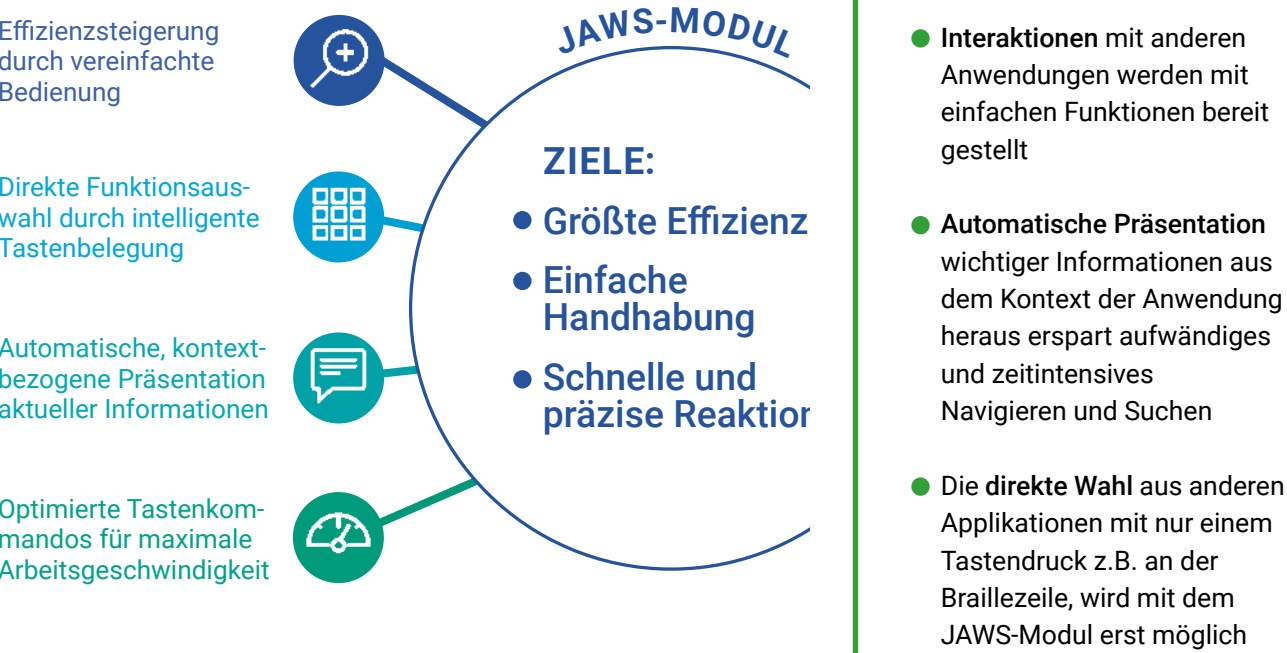 Effizienzsteigerung
durch vereinfachte
Bedienung
Direkte Funktionsaus-
wahl durch intelligente
Tastenbelegung
Automatische, kontext-
bezogene Präsentation
aktueller Informationen
Optimierte Tastenkom-
mandos für maximale
Arbeitsgeschwindigkeit
JAWS-MODUL
ZIELE:
Größte Effizienz
Einfache
Handhabung
Schnelle und
präzise Reaktion
Interaktionen mit anderen
Anwendungen werden mit
einfachen Funktionen bereit
gestellt
Automatische Präsentation
wichtiger Informationen aus
dem Kontext der Anwendung
heraus erspart aufwändiges
und zeitintensives
Navigieren und Suchen
Die direkte Wahl aus anderen
Applikationen mit nur einem
Tastendruck z.B. an der
Braillezeile, wird mit dem
JAWS-Modul erst möglich